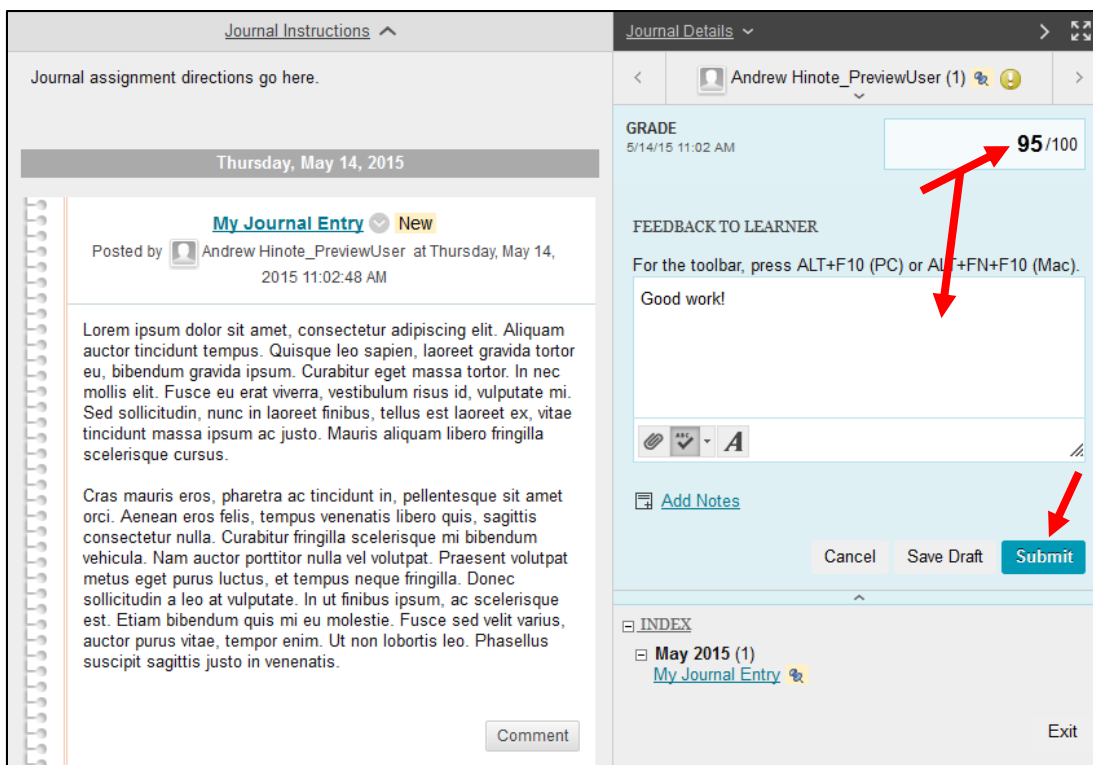 Journal Instructions
Journal assignment directions go here.
Thursday, May 14, 2015
My Journal Entry New
Posted by Andrew Hinote_PreviewUser at Thursday, May 14,
2015 11:02:48 AM
Lorem ipsum dolor sit amet, consectetur adipiscing elit. Aliquam
auctor tincidunt tempus. Quisque leo sapien, laoreet gravida tortor
eu, bibendum gravida ipsum. Curabitur eget massa tortor. In nec
mollis elit. Fusce eu erat viverra, vestibulum risus id, vulputate mi.
Sed sollicitudin, nunc in laoreet finibus, tellus est laoreet ex, vitae
tincidunt massa ipsum ac justo. Mauris aliquam libero fringilla
scelerisque cursus.
Cras mauris eros, pharetra ac tincidunt in, pellentesque sit amet
orci. Aenean eros felis, tempus venenatis libero quis, sagittis
consectetur nulla. Curabitur fringilla scelerisque mi bibendum
vehicula. Nam auctor porttitor nulla vel volutpat. Praesent volutpat
metus eget purus luctus, et tempus neque fringilla. Donec
sollicitudin a leo at vulputate. In ut finibus ipsum, ac scelerisque
est. Etiam bibendum quis mi eu molestie. Fusce sed velit varius,
auctor purus vitae, tempor enim. Ut non lobortis leo. Phasellus
suscipit sagittis justo in venenatis.
Comment
Journal Details
Andrew Hinote_PreviewUser (1)
GRADE
5/14/15 11:02 AM
95/100
FEEDBACK TO LEARNER
For the toolbar, press ALT+F10 (PC) or ALT+FN+F10 (Mac).
Good work!
ABC
A
Add Notes
Cancel Save Draft Submit
INDEX
May 2015 (1)
My Journal Entry
Exit